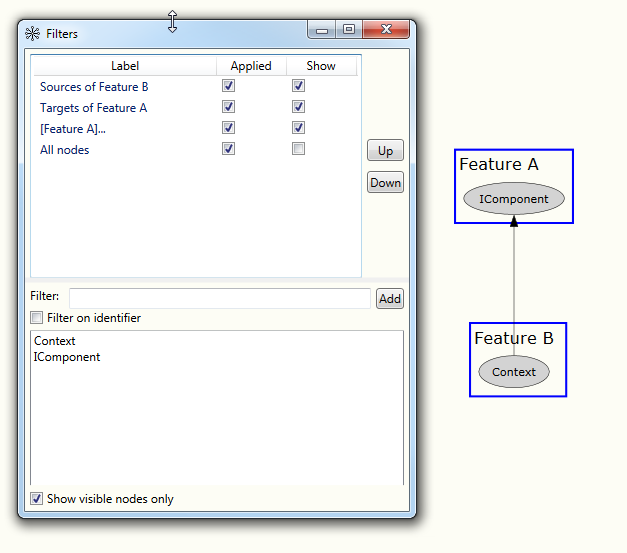 Filters
Label Applied Show
Sources of Feature B
Targets of Feature A
[Feature A]...
All nodes
Up
Down
Filter:
Add
Filter on identifier
Context
IComponent
Show visible nodes only
Feature A
IComponent
Feature B
Context